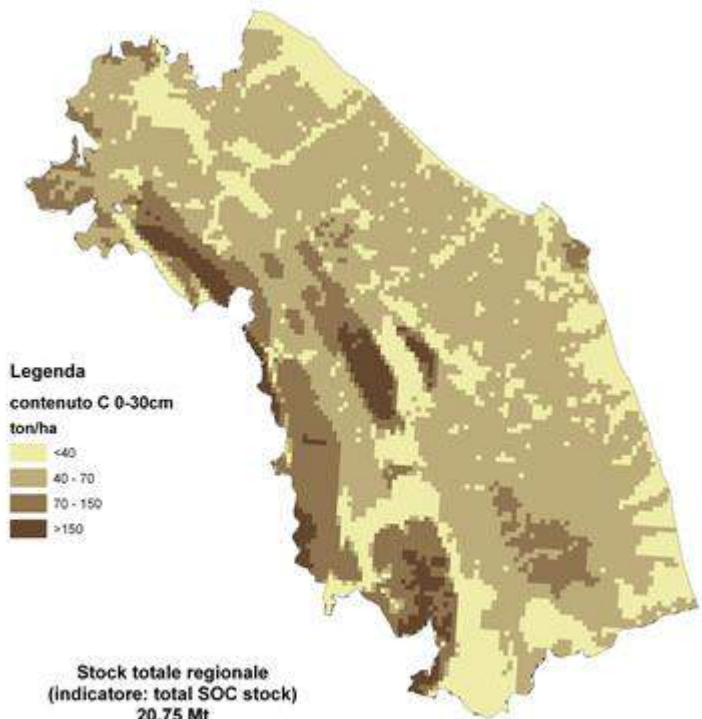 Legenda
contenuto C 0-30cm
ton/ha
<40
40 - 70
70 - 150
>150
Stock totale regionale
(indicatore: total SOC stock)
20,75 Mt